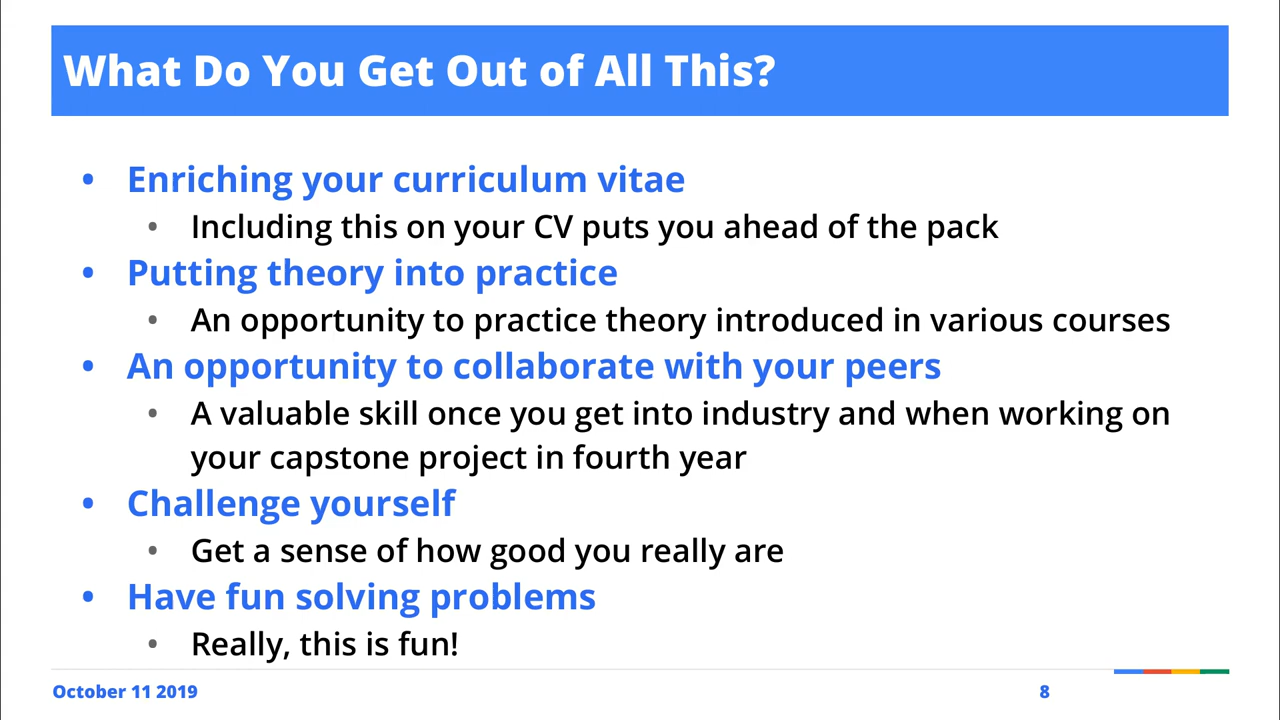 What Do You Get Out of All This?
• Enriching your curriculum vitae
• Including this on your CV puts you ahead of the pack
• Putting theory into practice
• An opportunity to practice theory introduced in various courses
• An opportunity to collaborate with your peers
• A valuable skill once you get into industry and when working on
your capstone project in fourth year
• Challenge yourself
• Get a sense of how good you really are
• Have fun solving problems
• Really, this is fun!
October 11 2019
8